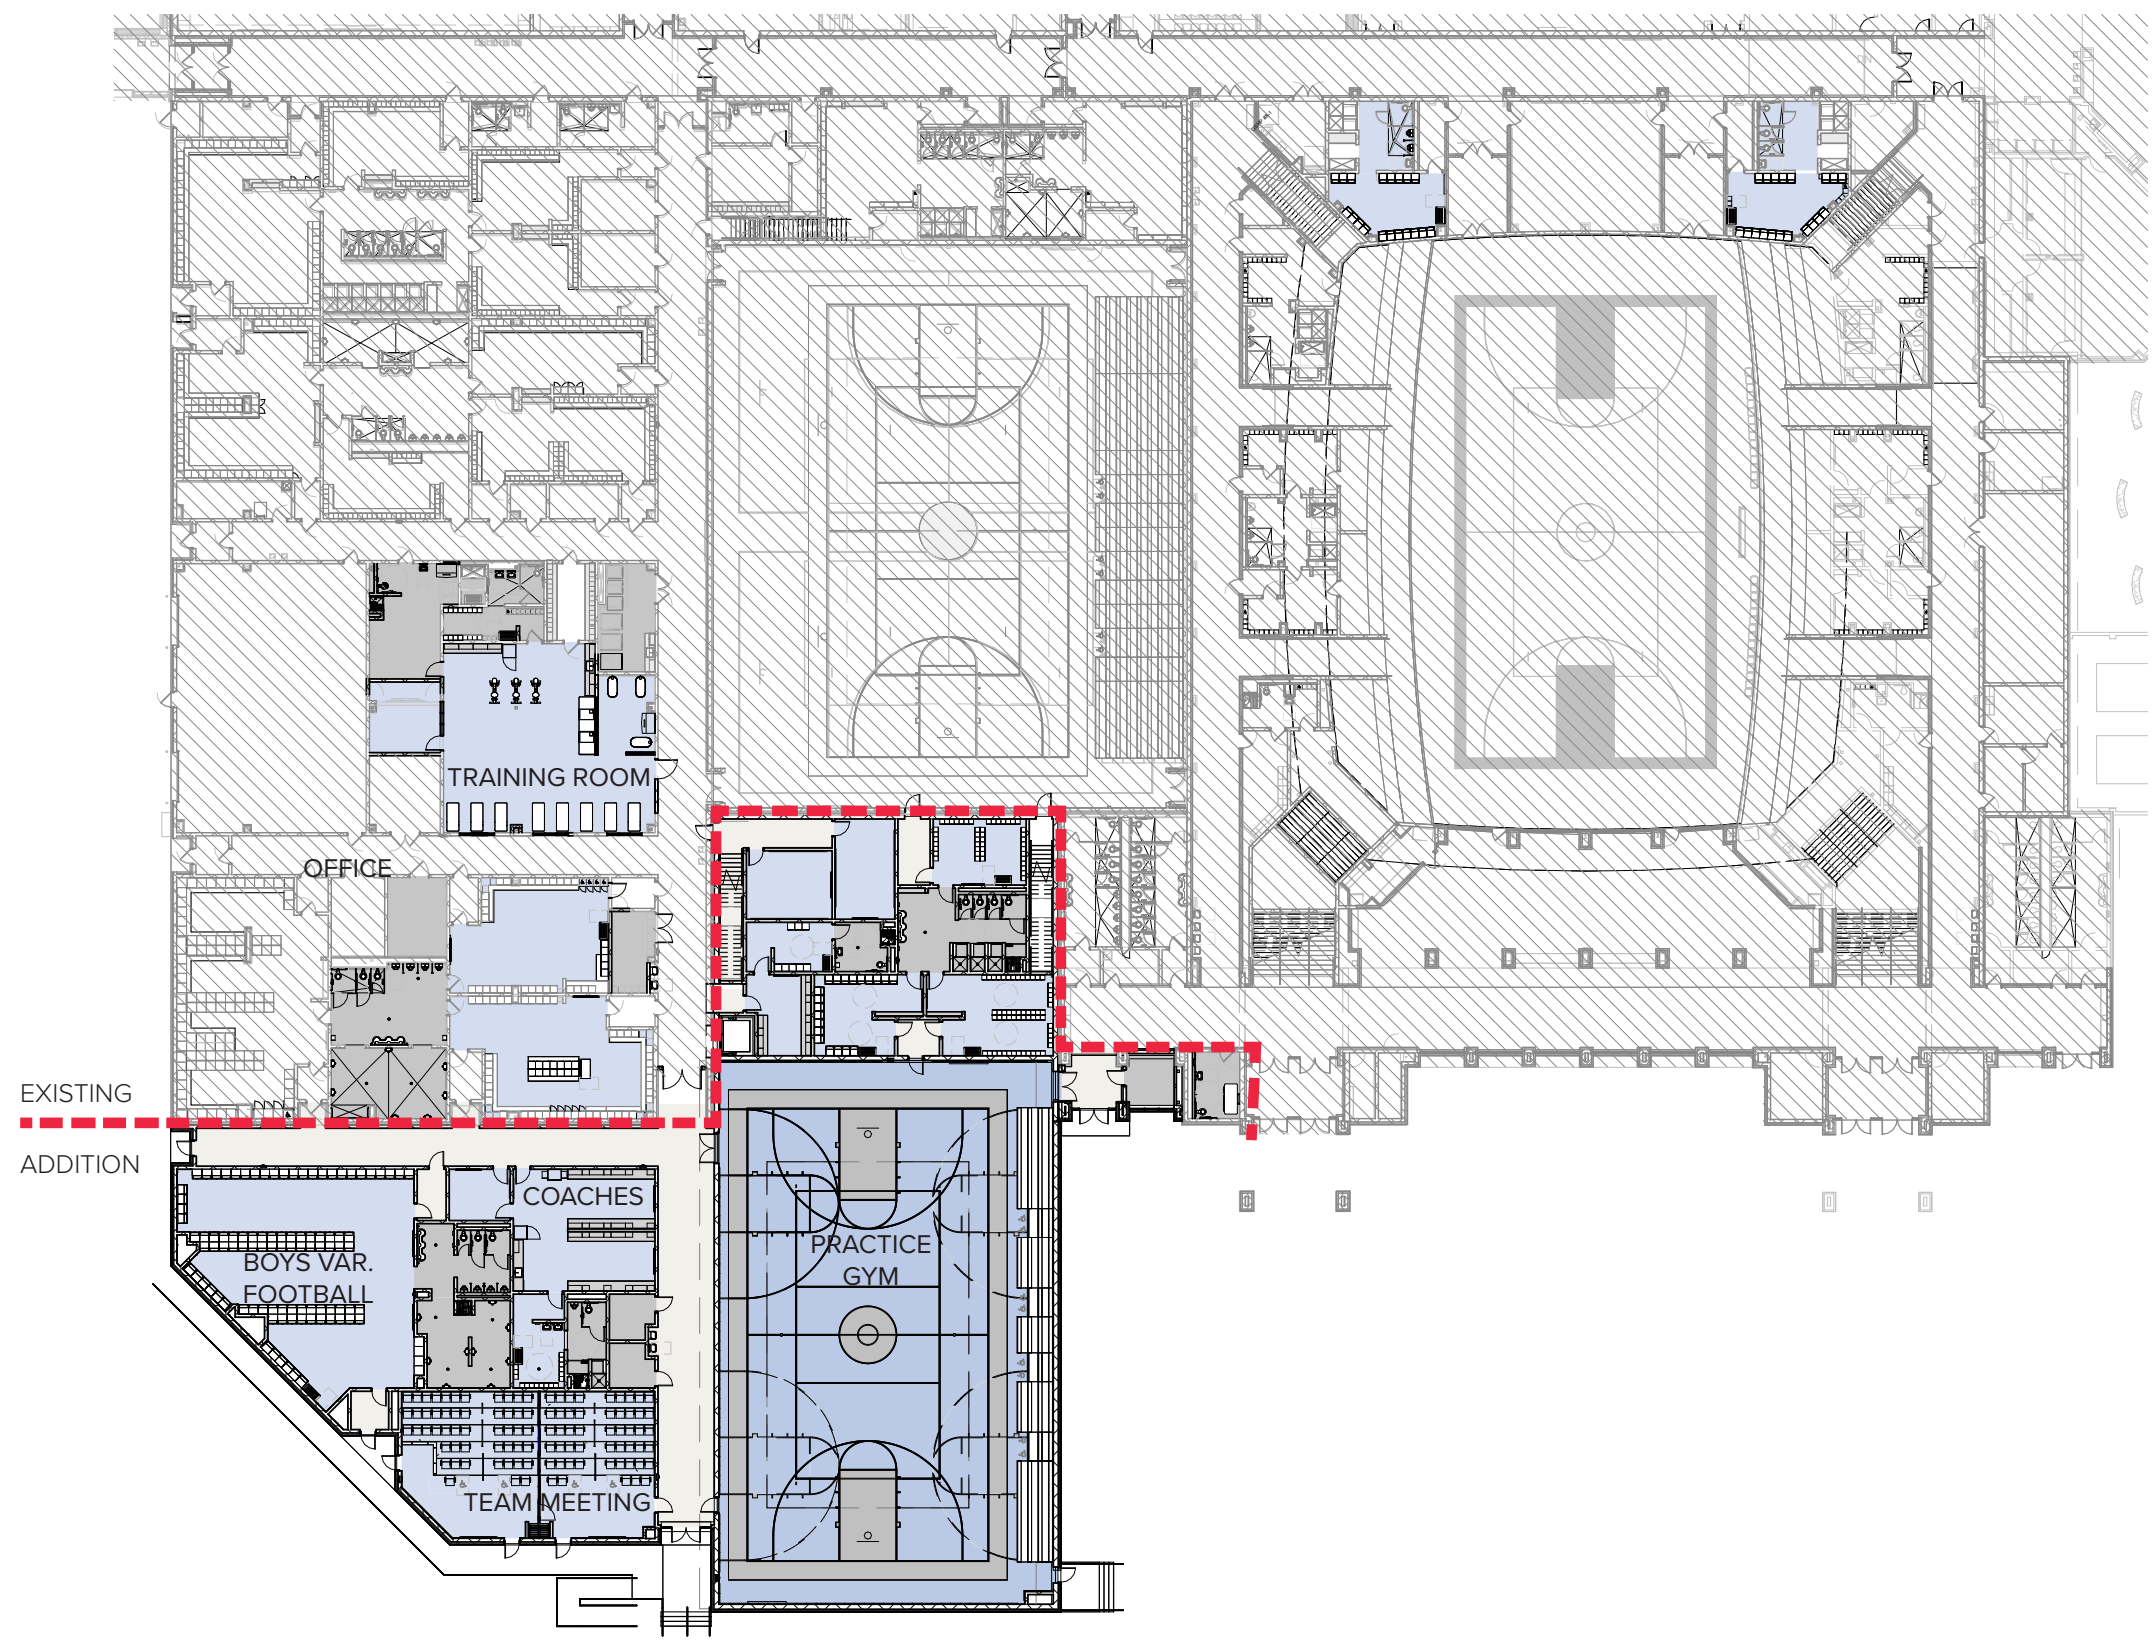 TRAINING ROOM
OFFICE
EXISTING
ADDITION
COACHES
BOYS VAR.
FOOTBALL
PRACTICE
GYM
TEAM MEETING